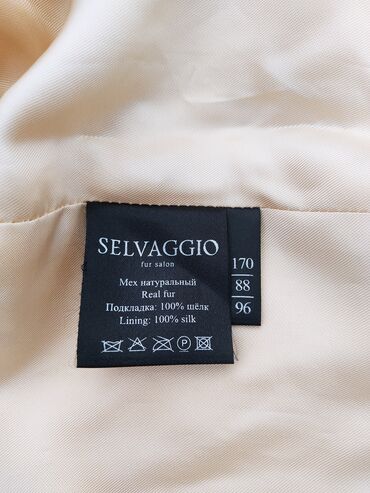 SELVAGGIO
fur salon
Мех натуральный
Real fur
Подкладка: 100% шёлк
Lining: 100% silk
P
170
88
96